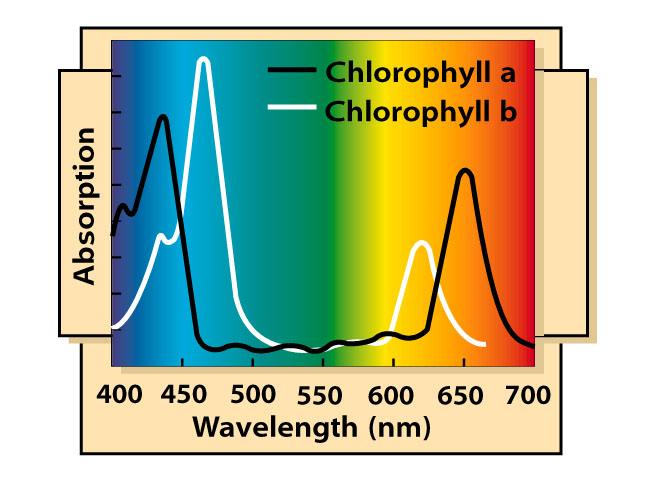 Chlorophyll a
Chlorophyll b
Absorption
400 450 500 550 600 650 700
Wavelength (nm)